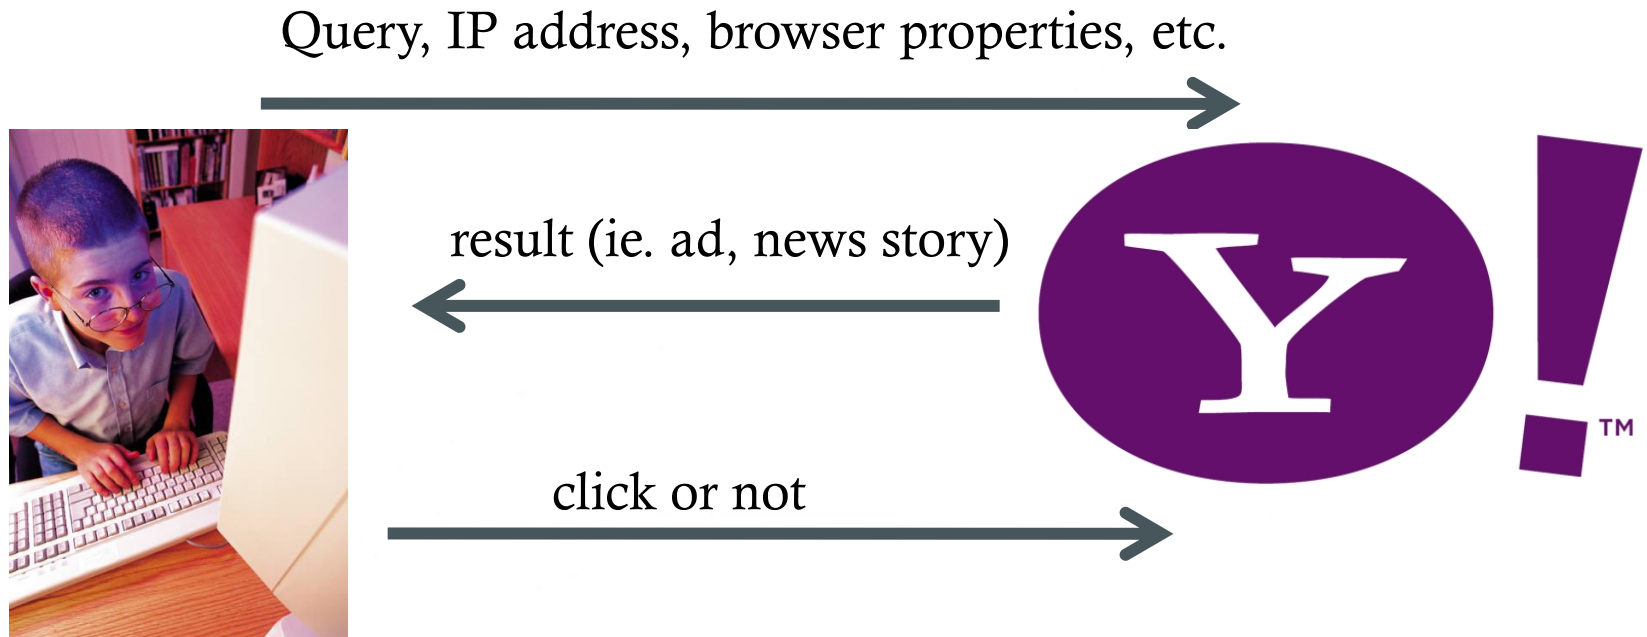 Query, IP address, browser properties, etc.
result (ie. ad, news story)
Y!
TM
click or not